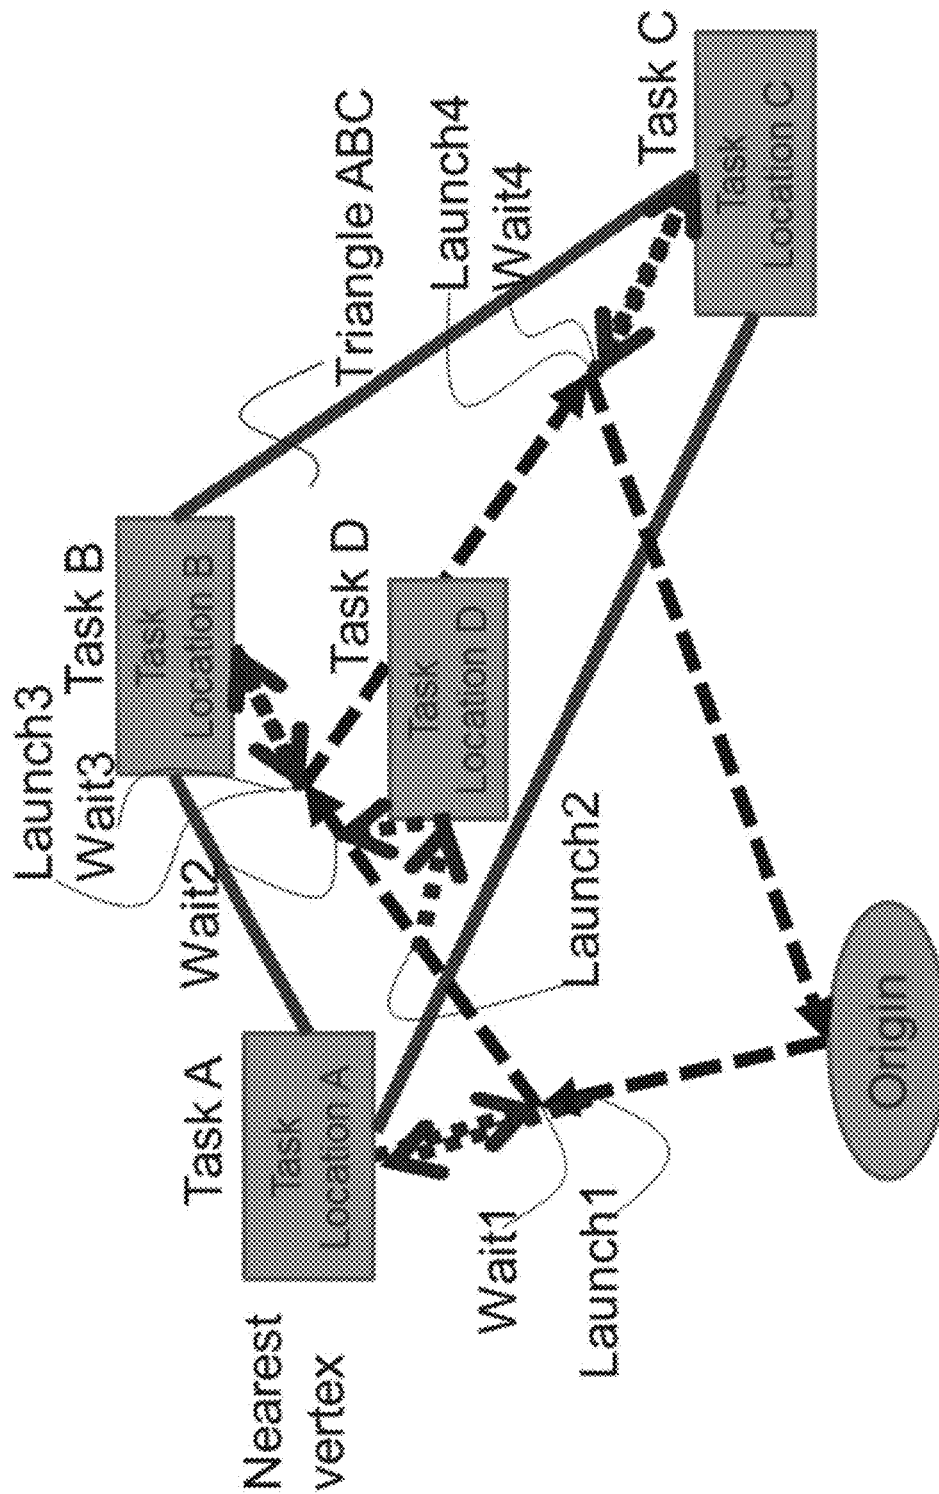 Nearest
vertex
Task A
Task
Location A
Wait1
Launch1
Origin
Launch3
Wait3
Wait2
Task B
Task
Location B
Launch2
Task D
Task
Location D
Triangle ABC
Launch4
Wait4
Task C
Task
Location C